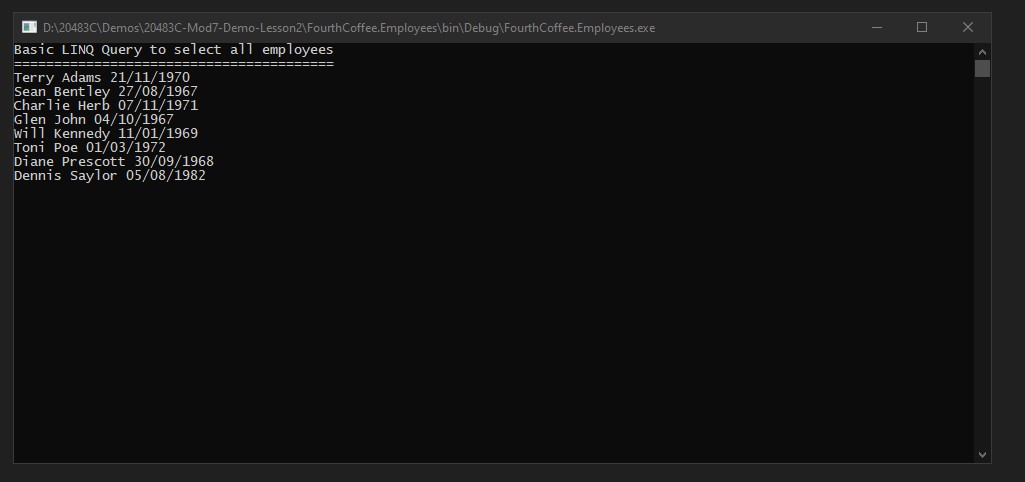 D:\20483C\Demos\20483C-Mod7-Demo-Lesson2\FourthCoffee.Employees\bin\Debug\FourthCoffee.Employees.exe
Basic LINQ Query to select all employees
========================================
Terry Adams 21/11/1970
Sean Bentley 27/08/1967
Charlie Herb 07/11/1971
Glen John 04/10/1967
Will Kennedy 11/01/1969
Toni Poe 01/03/1972
Diane Prescott 30/09/1968
Dennis Saylor 05/08/1982